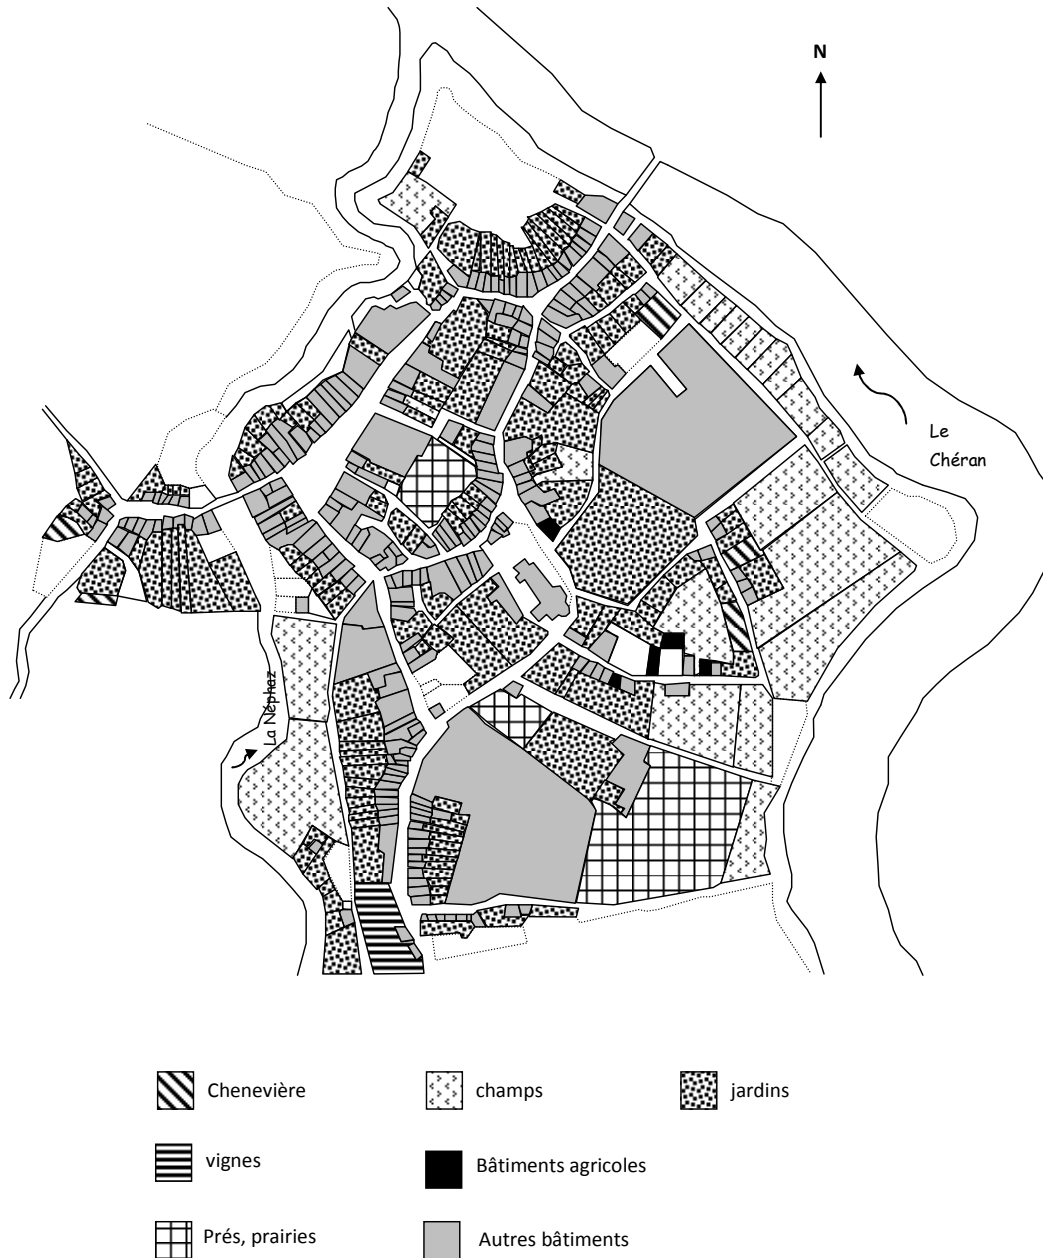 N
Le
Chéran
La Néphaz
Chenevière
champs
jardins
vignes
Bâtiments agricoles
Prés, prairies
Autres bâtiments